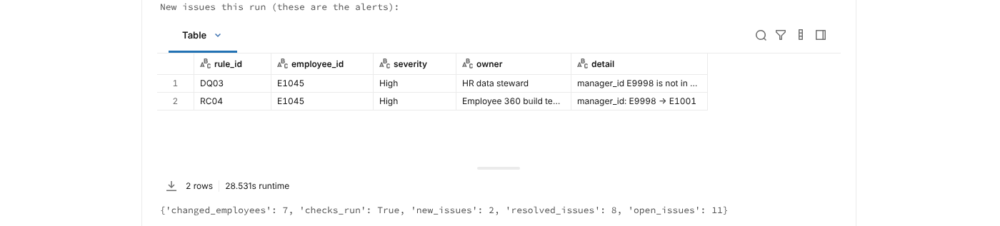 New issues this run (these are the alerts):
Table
rule_id employee_id severity owner detail
1 DQ03 E1045 High HR data steward manager_id E9998 is not in ...
2 RC04 E1045 High Employee 360 build te... manager_id: E9998 → E1001
2 rows 28.531s runtime
{'changed_employees': 7, 'checks_run': True, 'new_issues': 2, 'resolved_issues': 8, 'open_issues': 11}